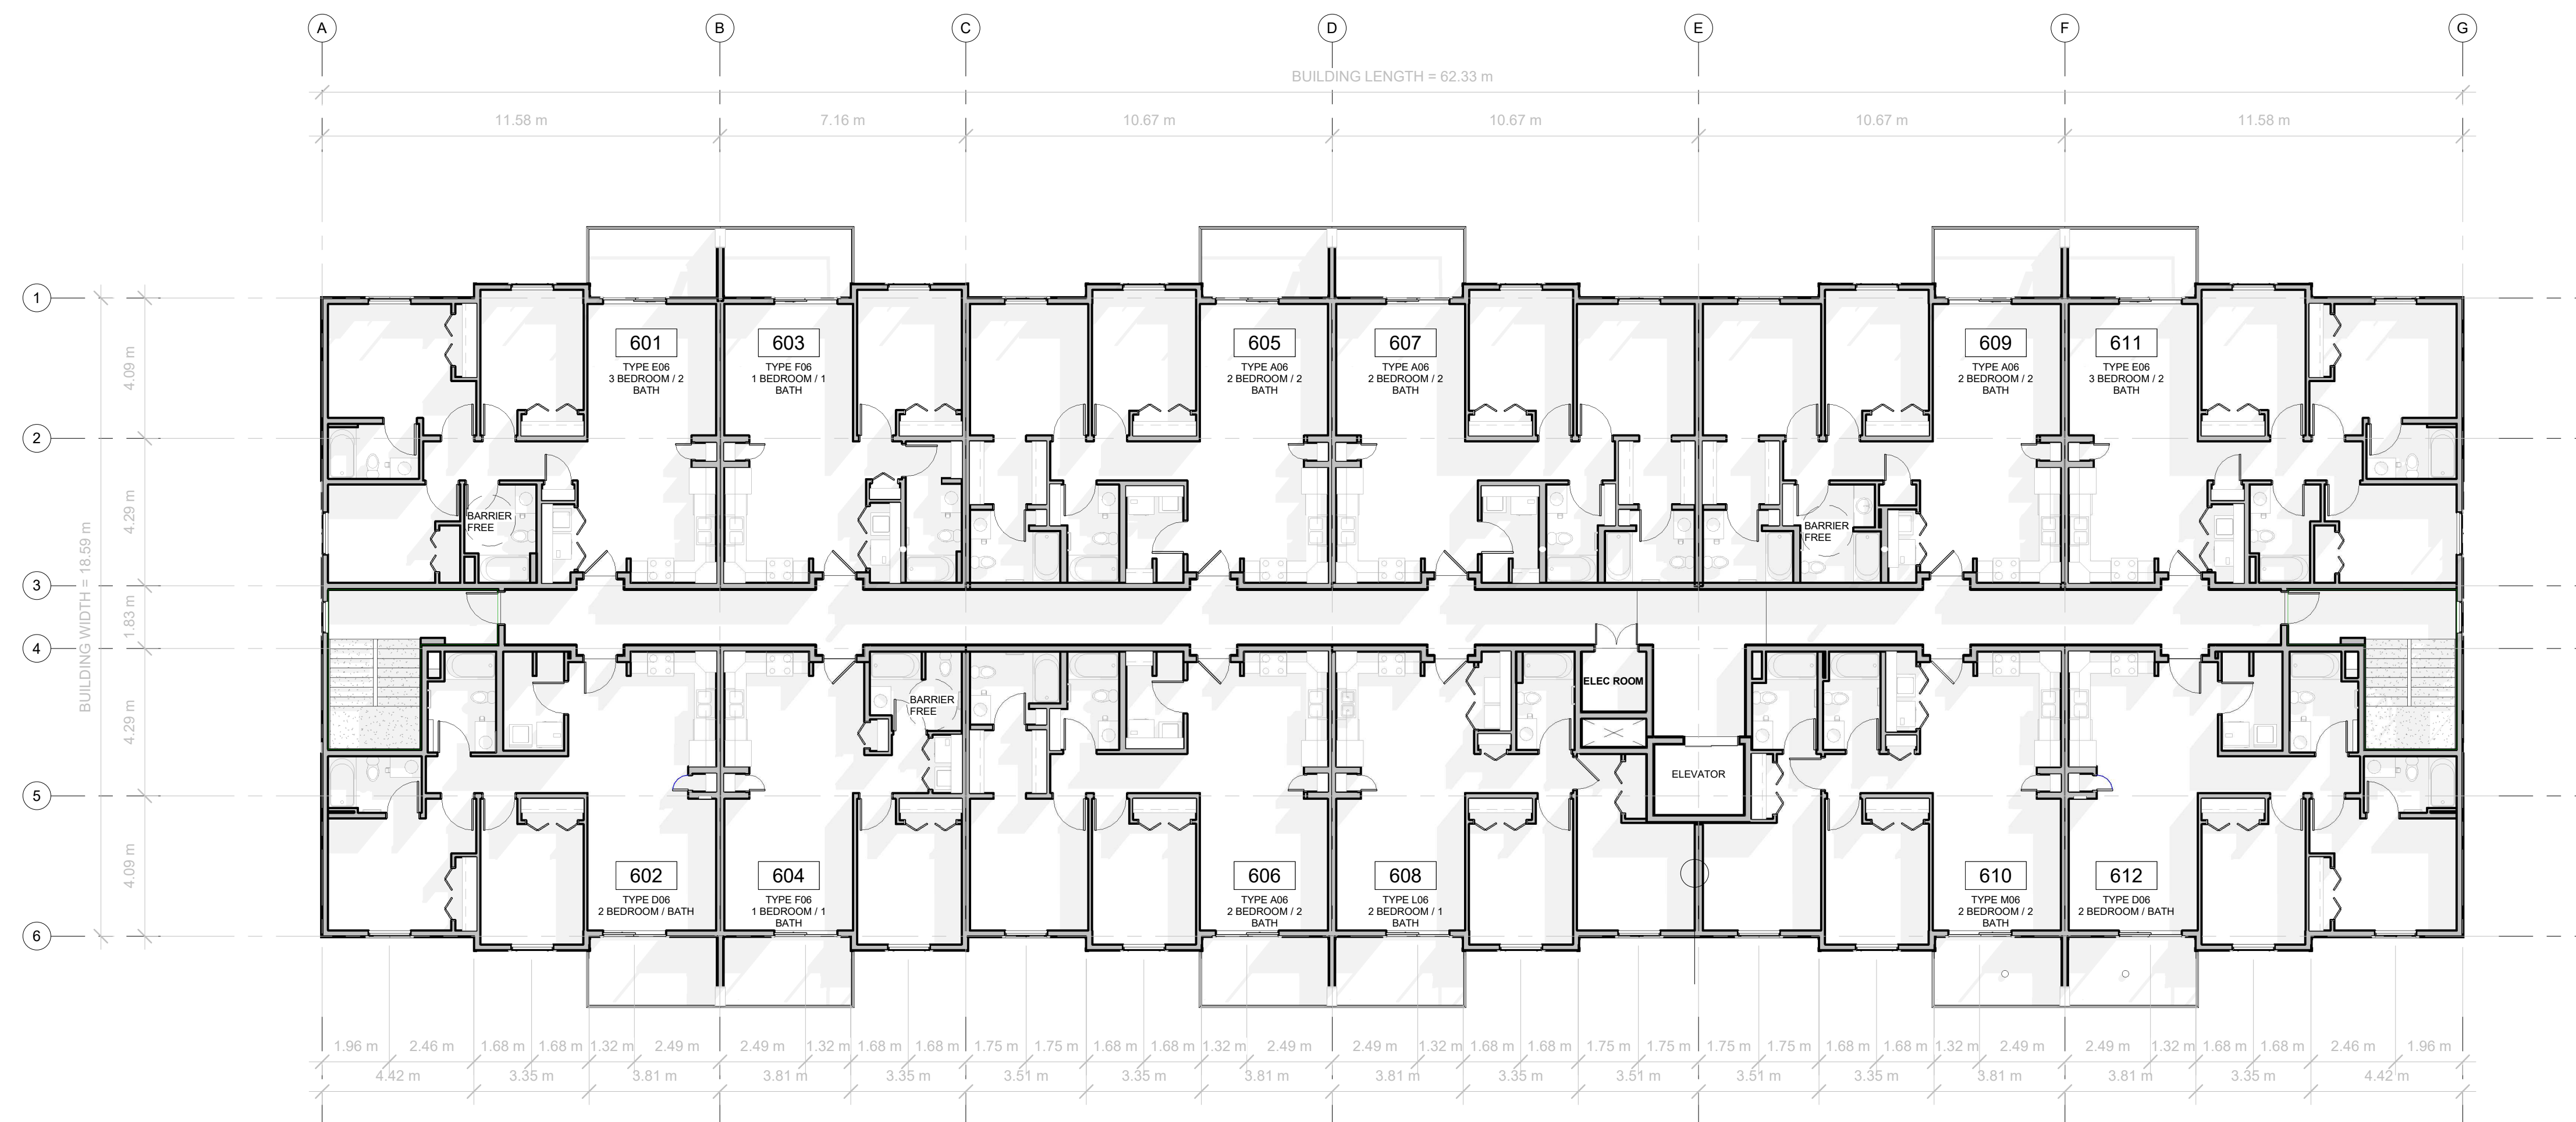 A B C D E F G
BUILDING LENGTH = 62.33 m
11.58 m 7.16 m 10.67 m 10.67 m 10.67 m 11.58 m
1
2
3
4
5
6
BUILDING WIDTH = 18.59 m
4.09 m
4.29 m
1.83 m
4.29 m
4.09 m
601
TYPE E06
3 BEDROOM / 2
BATH
603
TYPE F06
1 BEDROOM / 1
BATH
605
TYPE A06
2 BEDROOM / 2
BATH
607
TYPE A06
2 BEDROOM / 2
BATH
609
TYPE A06
2 BEDROOM / 2
BATH
611
TYPE E06
3 BEDROOM / 2
BATH
BARRIER
FREE
BARRIER
FREE
BARRIER
FREE
ELEC ROOM
ELEVATOR
602
TYPE D06
2 BEDROOM / BATH
604
TYPE F06
1 BEDROOM / 1
BATH
606
TYPE A06
2 BEDROOM / 2
BATH
608
TYPE L06
2 BEDROOM / 1
BATH
610
TYPE M06
2 BEDROOM / 2
BATH
612
TYPE D06
2 BEDROOM / BATH
1.96 m 2.46 m 1.68 m 1.68 m 1.32 m 2.49 m 2.49 m 1.32 m 1.68 m 1.68 m 1.75 m 1.75 m 1.68 m 1.68 m 1.32 m 2.49 m 2.49 m 1.32 m 1.68 m 1.68 m 1.75 m 1.75 m 1.75 m 1.75 m 1.68 m 1.68 m 1.32 m 2.49 m 2.49 m 1.32 m 1.68 m 1.68 m 2.46 m 1.96 m
4.42 m 3.35 m 3.81 m 3.81 m 3.35 m 3.51 m 3.35 m 3.81 m 3.81 m 3.35 m 3.51 m 3.51 m 3.35 m 3.81 m 3.81 m 3.35 m 4.42 m